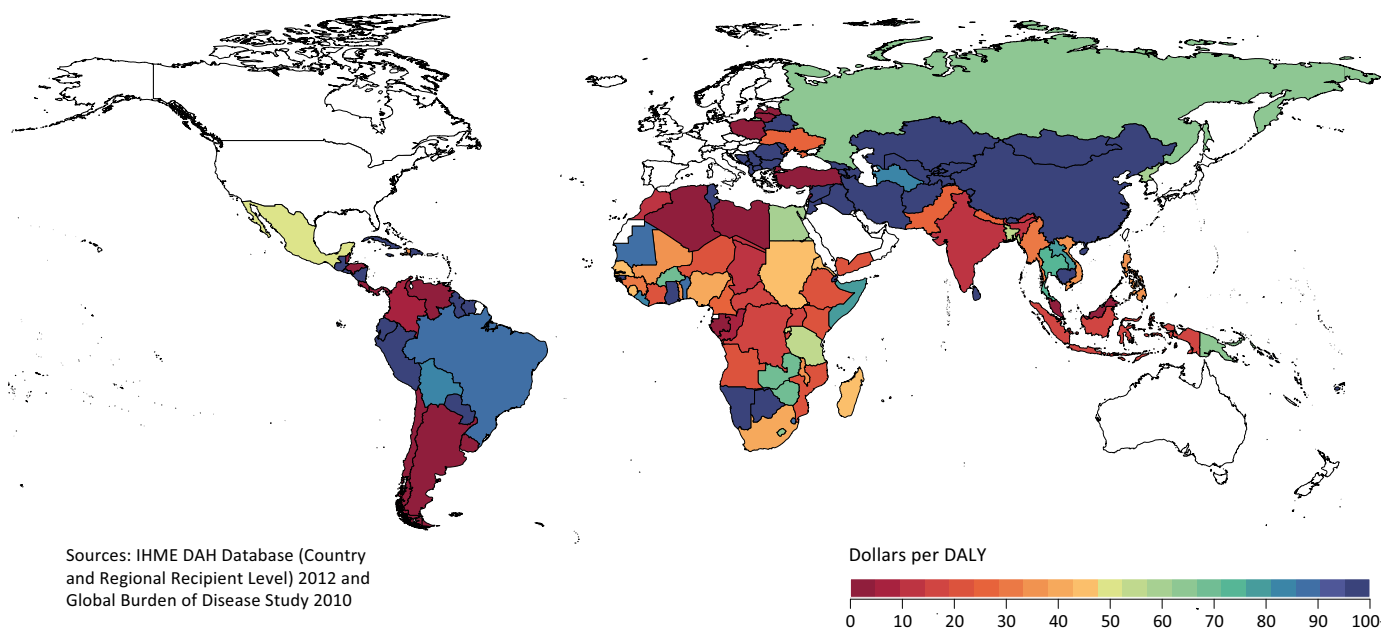 Sources: IHME DAH Database (Country
and Regional Recipient Level) 2012 and
Global Burden of Disease Study 2010
Dollars per DALY
0 10 20 30 40 50 60 70 80 90 100+